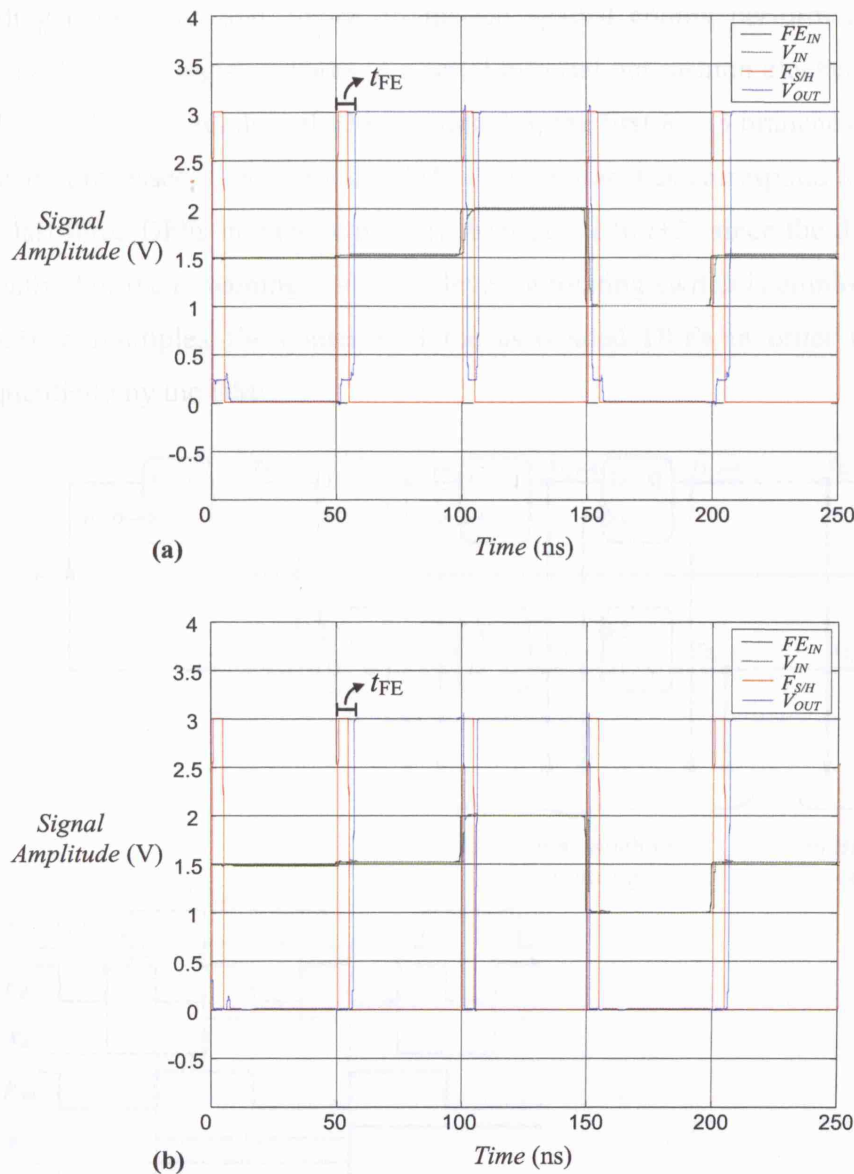 4
3.5
3
2.5
2
1.5
1
0.5
0
-0.5
Signal
Amplitude (V)
t_FE
FE_IN
V_IN
F_S/H
V_OUT
0
50
100
150
200
250
Time (ns)
(a)
4
3.5
3
2.5
2
1.5
1
0.5
0
-0.5
Signal
Amplitude (V)
t_FE
FE_IN
V_IN
F_S/H
V_OUT
0
50
100
150
200
250
Time (ns)
(b)